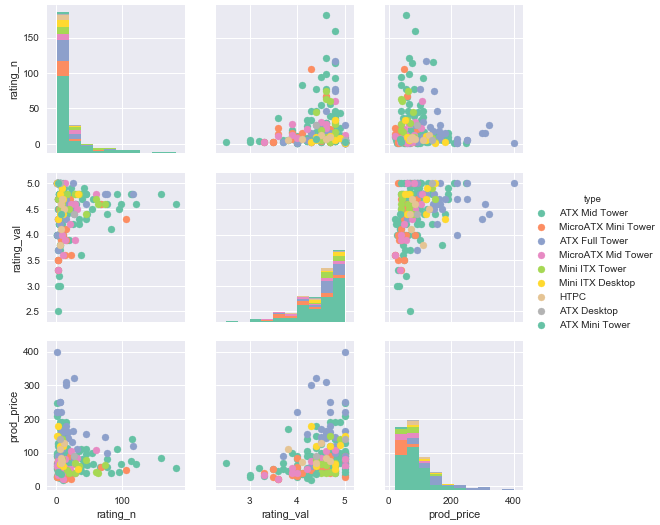 150
100
50
0
rating_n
5.0
4.5
4.0
3.5
3.0
2.5
rating_val
type
ATX Mid Tower
MicroATX Mini Tower
ATX Full Tower
MicroATX Mid Tower
Mini ITX Tower
Mini ITX Desktop
HTPC
ATX Desktop
ATX Mini Tower
400
300
200
100
0
prod_price
0 100
rating_n
3 4 5
rating_val
0 200 400
prod_price